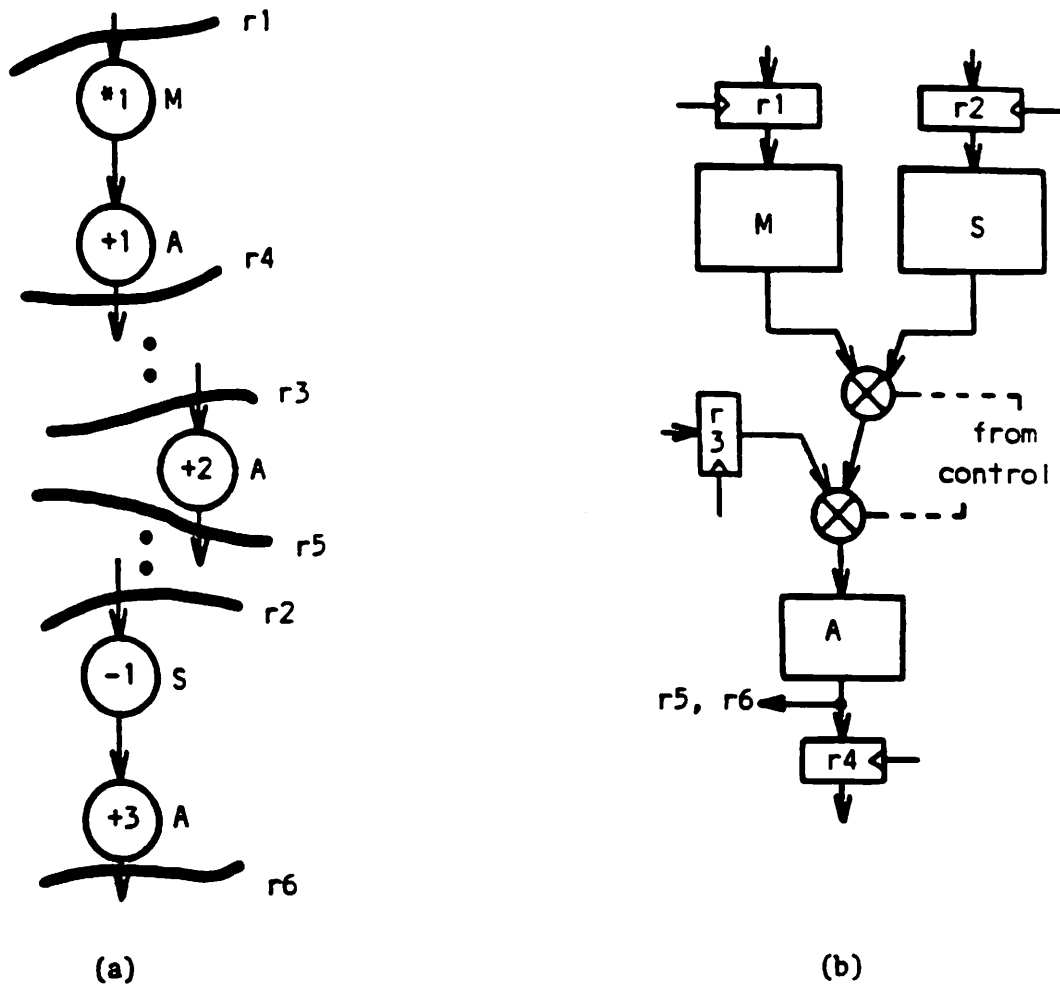 r1
*1 M
+1 A
r4
r3
+2 A
r5
r2
-1 S
+3 A
r6
(a)
r1
r2
M
S
r
3
from
control
A
r5, r6
r4
(b)